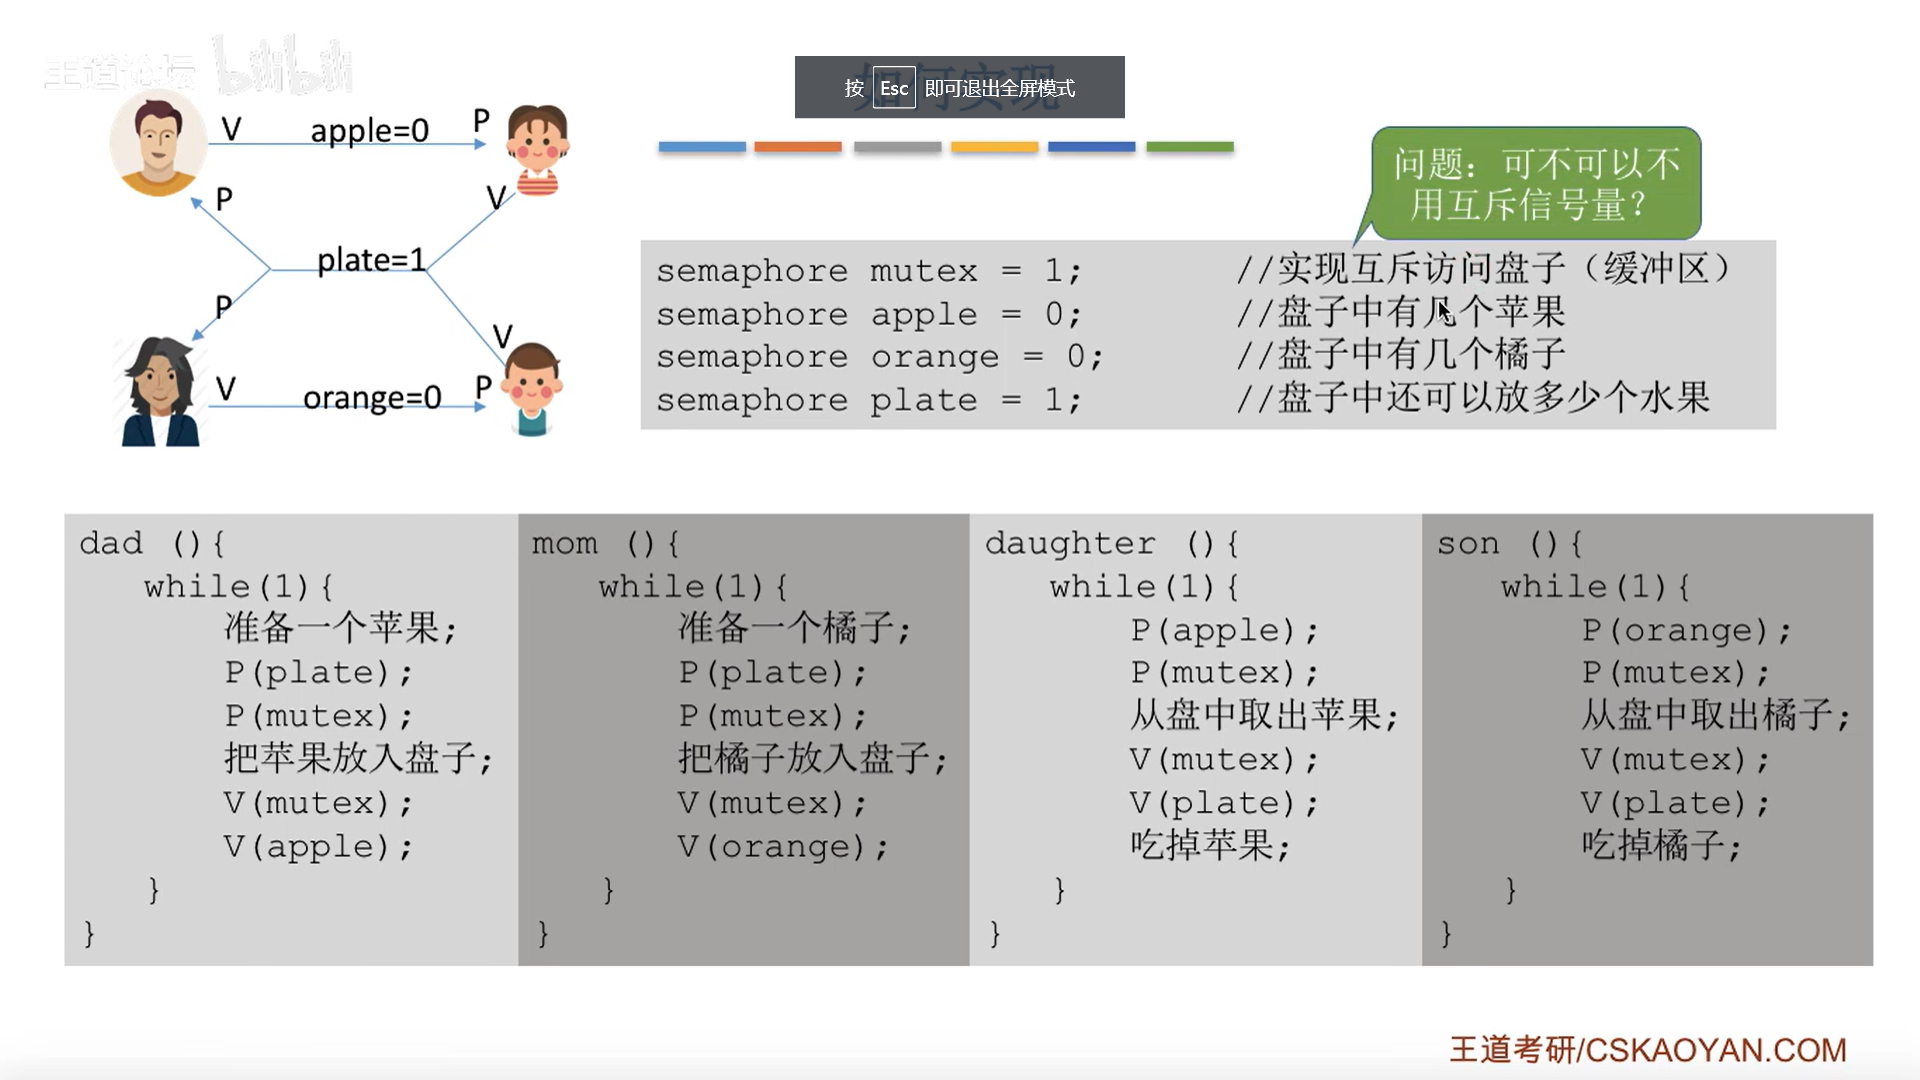 王道论坛 bilibili
如何实现
按 Esc 即可退出全屏模式
V apple=0 P
P V
plate=1
P V
V orange=0 P
问题：可不可以不
用互斥信号量？
semaphore mutex = 1; //实现互斥访问盘子（缓冲区）
semaphore apple = 0; //盘子中有几个苹果
semaphore orange = 0; //盘子中有几个橘子
semaphore plate = 1; //盘子中还可以放多少个水果
dad (){
while(1){
准备一个苹果;
P(plate);
P(mutex);
把苹果放入盘子;
V(mutex);
V(apple);
}
}
mom (){
while(1){
准备一个橘子;
P(plate);
P(mutex);
把橘子放入盘子;
V(mutex);
V(orange);
}
}
daughter (){
while(1){
P(apple);
P(mutex);
从盘中取出苹果;
V(mutex);
V(plate);
吃掉苹果;
}
}
son (){
while(1){
P(orange);
P(mutex);
从盘中取出橘子;
V(mutex);
V(plate);
吃掉橘子;
}
}
王道考研/CSKAOYAN.COM